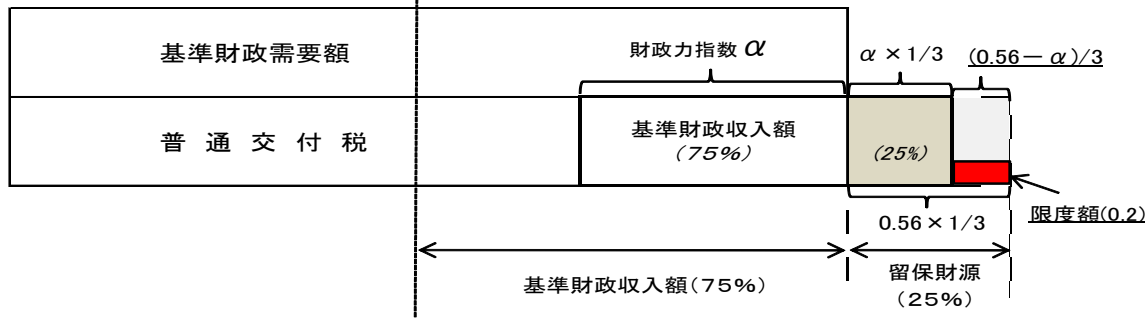 基準財政需要額
財政力指数 α
α × 1/3
(0.56－α)/3
普通交付税
基準財政収入額
(75%)
(25%)
限度額(0.2)
0.56 × 1/3
基準財政収入額(75%)
留保財源
(25%)